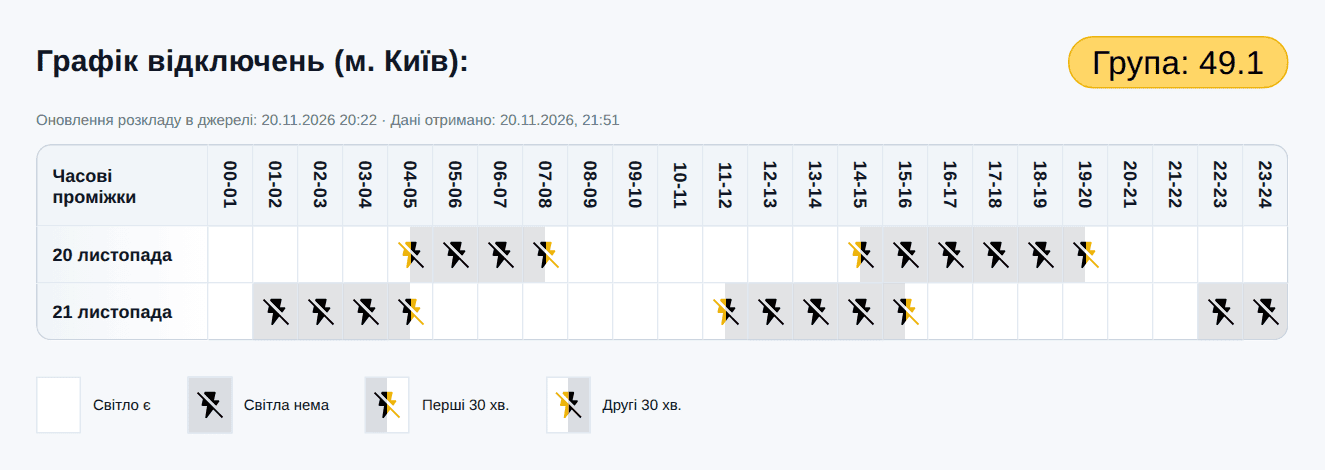 Графік відключень (м. Київ):
Група: 49.1
Оновлення розкладу в джерелі: 20.11.2026 20:22 · Дані отримано: 20.11.2026, 21:51
Часові
проміжки
00-01
01-02
02-03
03-04
04-05
05-06
06-07
07-08
08-09
09-10
10-11
11-12
12-13
13-14
14-15
15-16
16-17
17-18
18-19
19-20
20-21
21-22
22-23
23-24
20 листопада
21 листопада
Світло є
Світла нема
Перші 30 хв.
Другі 30 хв.